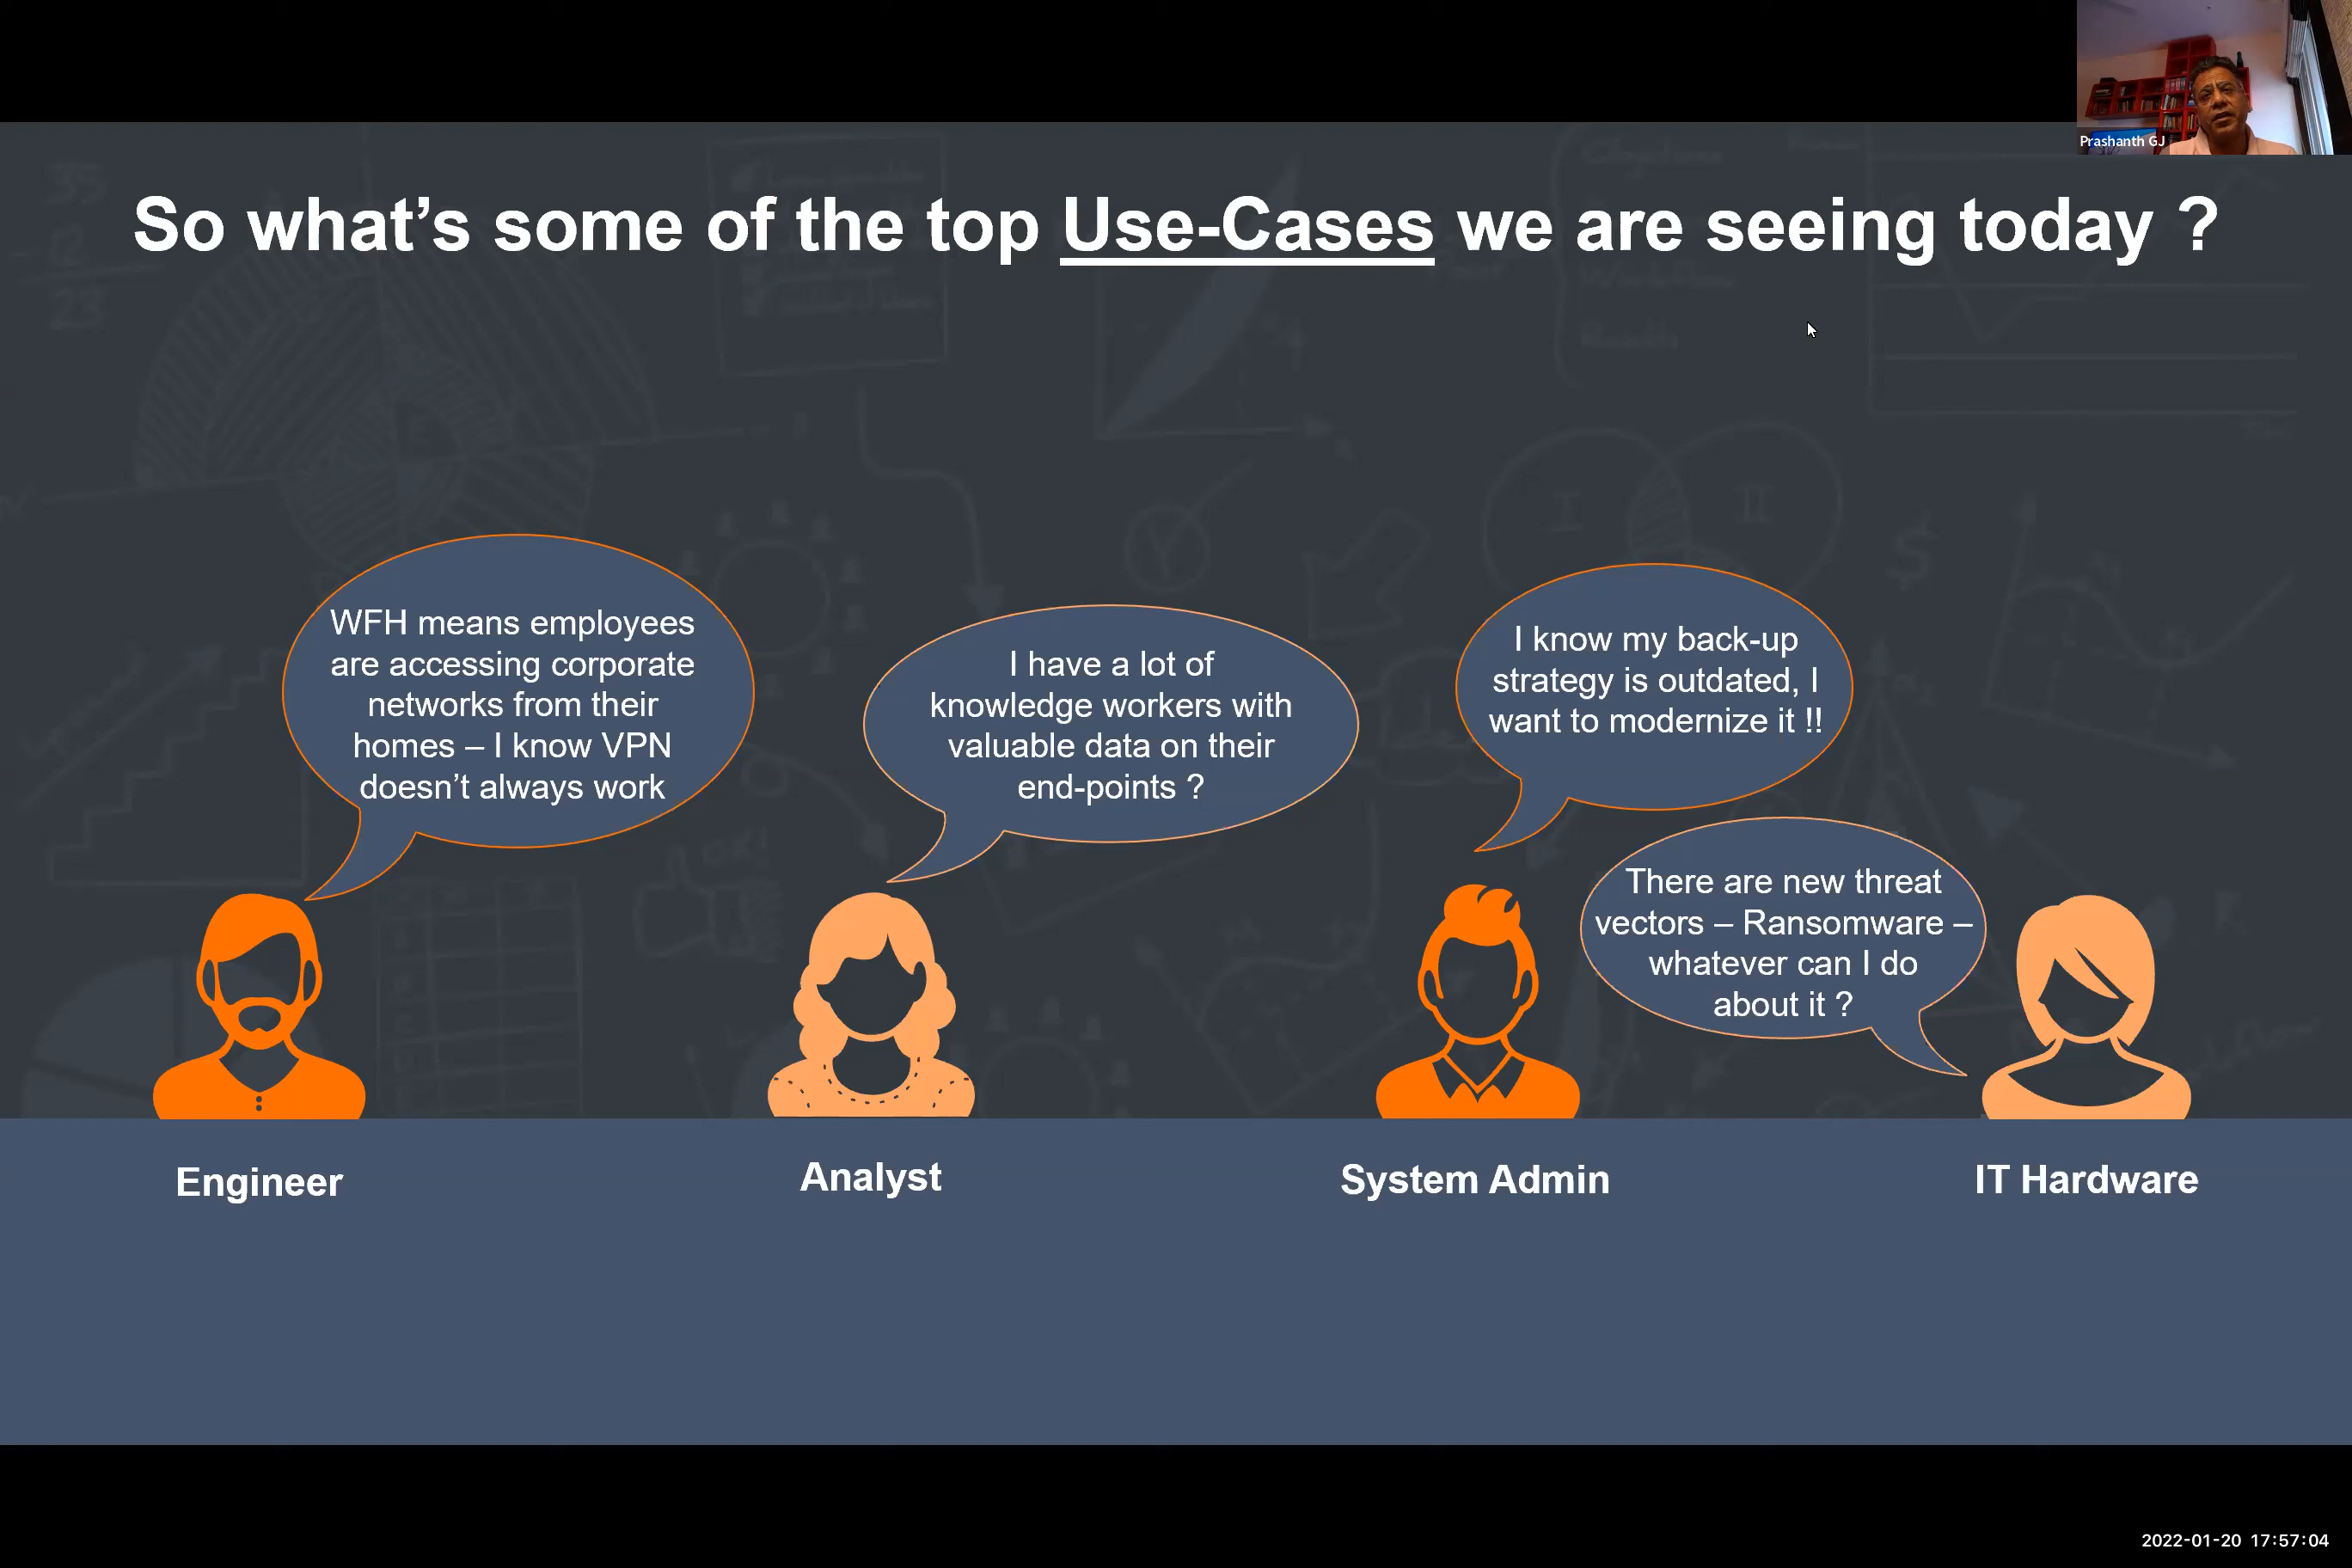 Prashanth GJ
So what’s some of the top Use-Cases we are seeing today ?
WFH means employees
are accessing corporate
networks from their
homes – I know VPN
doesn’t always work
I have a lot of
knowledge workers with
valuable data on their
end-points ?
I know my back-up
strategy is outdated, I
want to modernize it !!
There are new threat
vectors – Ransomware –
whatever can I do
about it ?
Engineer
Analyst
System Admin
IT Hardware
2022-01-20 17:57:04